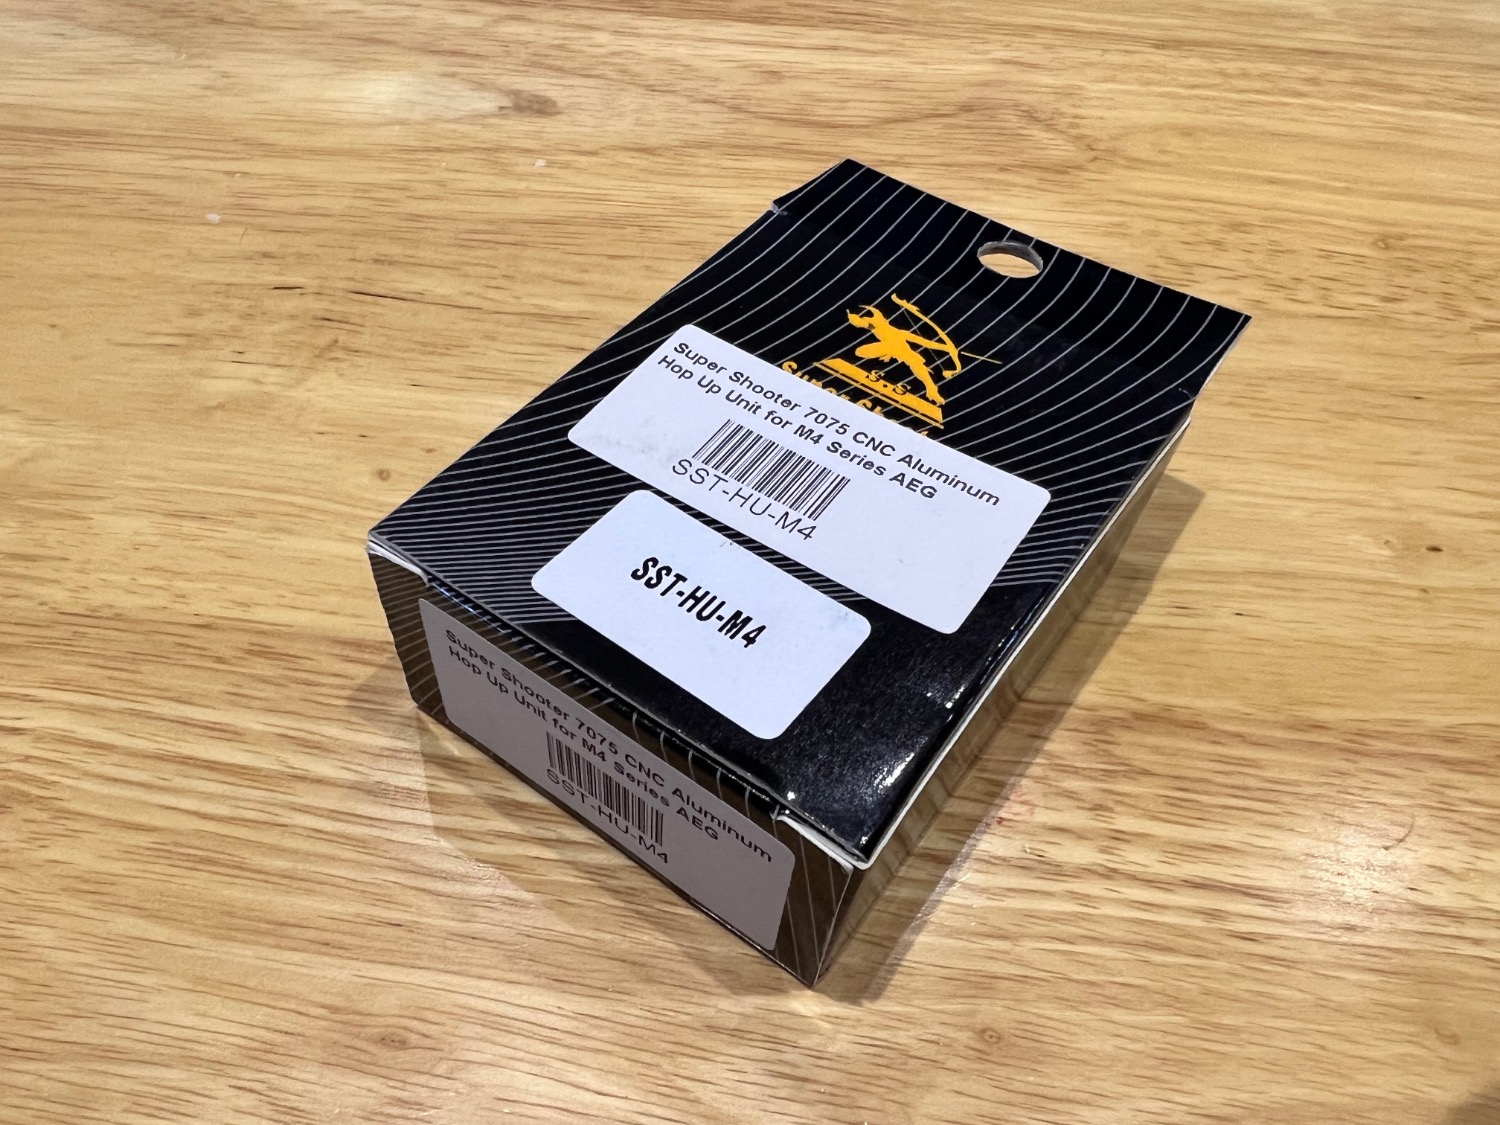 S.S
Super Shooter 7075 CNC Aluminum
Hop Up Unit for M4 Series AEG
SST-HU-M4
SST-HU-M4
Super Shooter 7075 CNC Aluminum
Hop Up Unit for M4 Series AEG
SST-HU-M4